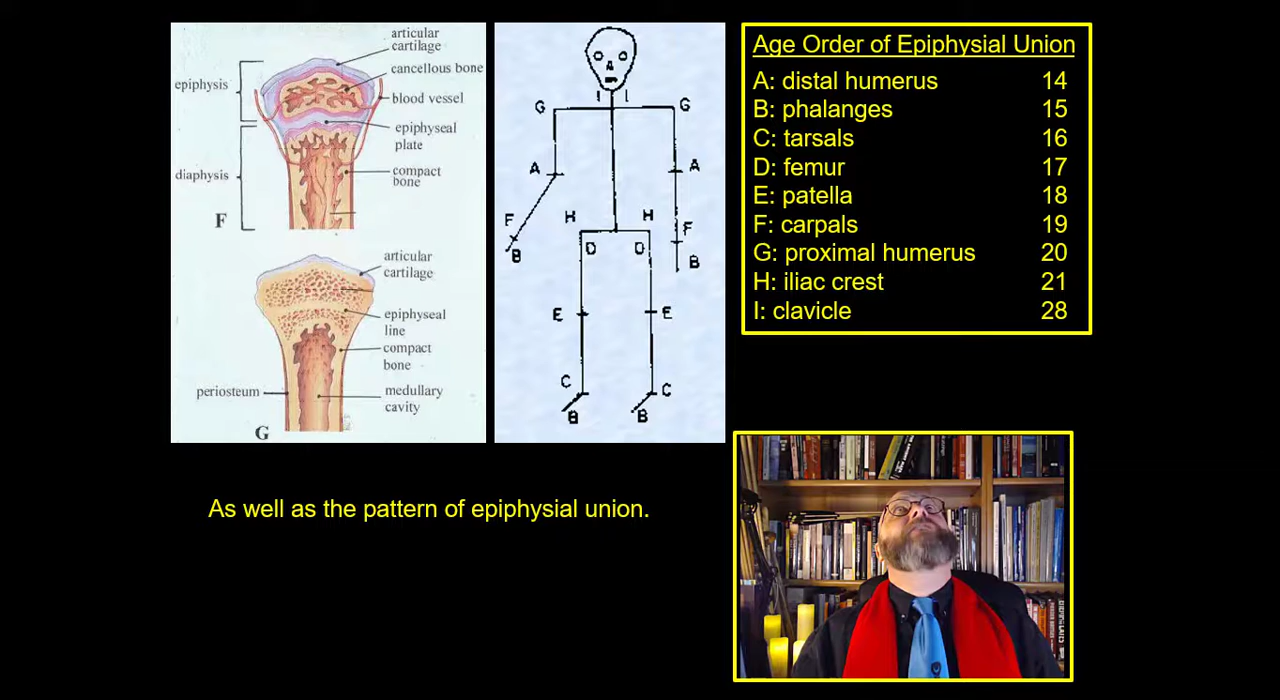 articular
cartilage
cancellous bone
epiphysis
blood vessel
epiphyseal
plate
diaphysis
compact
bone
F
articular
cartilage
epiphyseal
line
compact
bone
periosteum
medullary
cavity
G
I I
G G
A A
F F
B B
H H
D D
E E
C C
B B
Age Order of Epiphysial Union
A: distal humerus 14
B: phalanges 15
C: tarsals 16
D: femur 17
E: patella 18
F: carpals 19
G: proximal humerus 20
H: iliac crest 21
I: clavicle 28
As well as the pattern of epiphysial union.